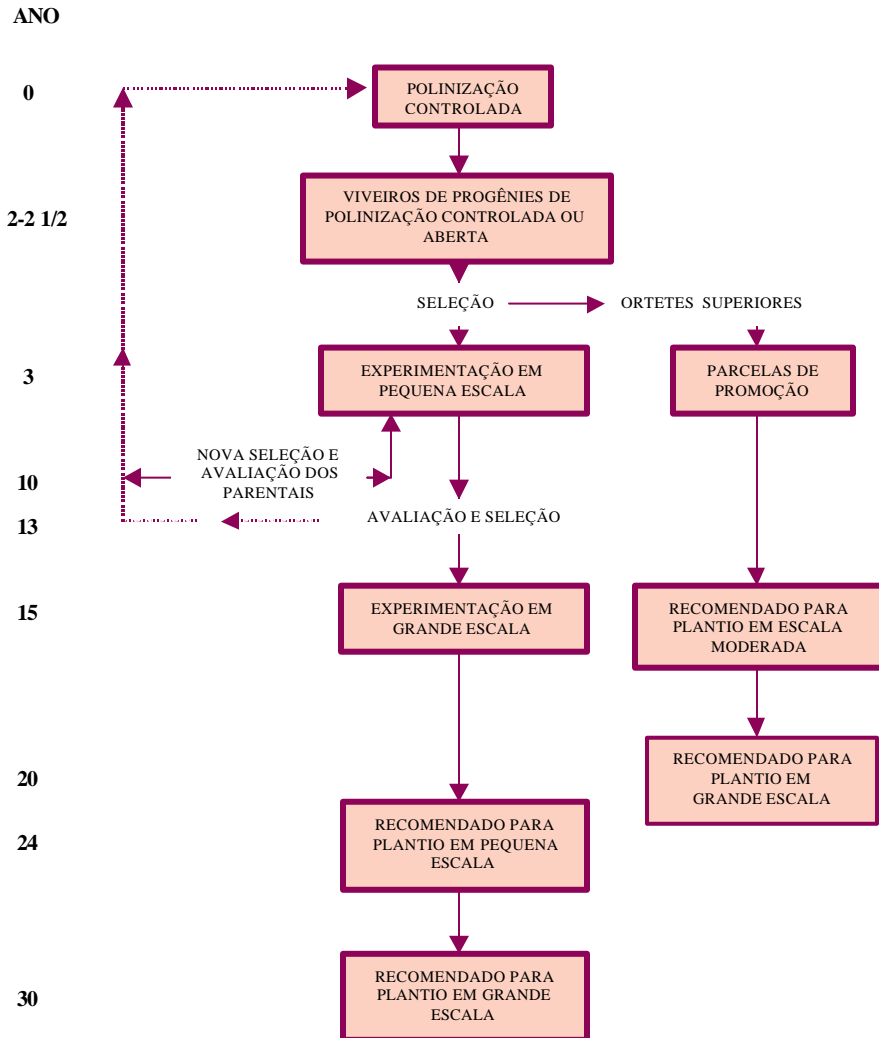 ANO
0
POLINIZAÇÃO
CONTROLADA
2-2 1/2
VIVEIROS DE PROGÊNIES DE
POLINIZAÇÃO CONTROLADA OU
ABERTA
SELEÇÃO
ORTETES SUPERIORES
3
EXPERIMENTAÇÃO EM
PEQUENA ESCALA
PARCELAS DE
PROMOÇÃO
10
NOVA SELEÇÃO E
AVALIAÇÃO DOS
PARENTAIS
13
AVALIAÇÃO E SELEÇÃO
15
EXPERIMENTAÇÃO EM
GRANDE ESCALA
RECOMENDADO PARA
PLANTIO EM ESCALA
MODERADA
20
RECOMENDADO PARA
PLANTIO EM
GRANDE ESCALA
24
RECOMENDADO PARA
PLANTIO EM PEQUENA
ESCALA
30
RECOMENDADO PARA
PLANTIO EM GRANDE
ESCALA